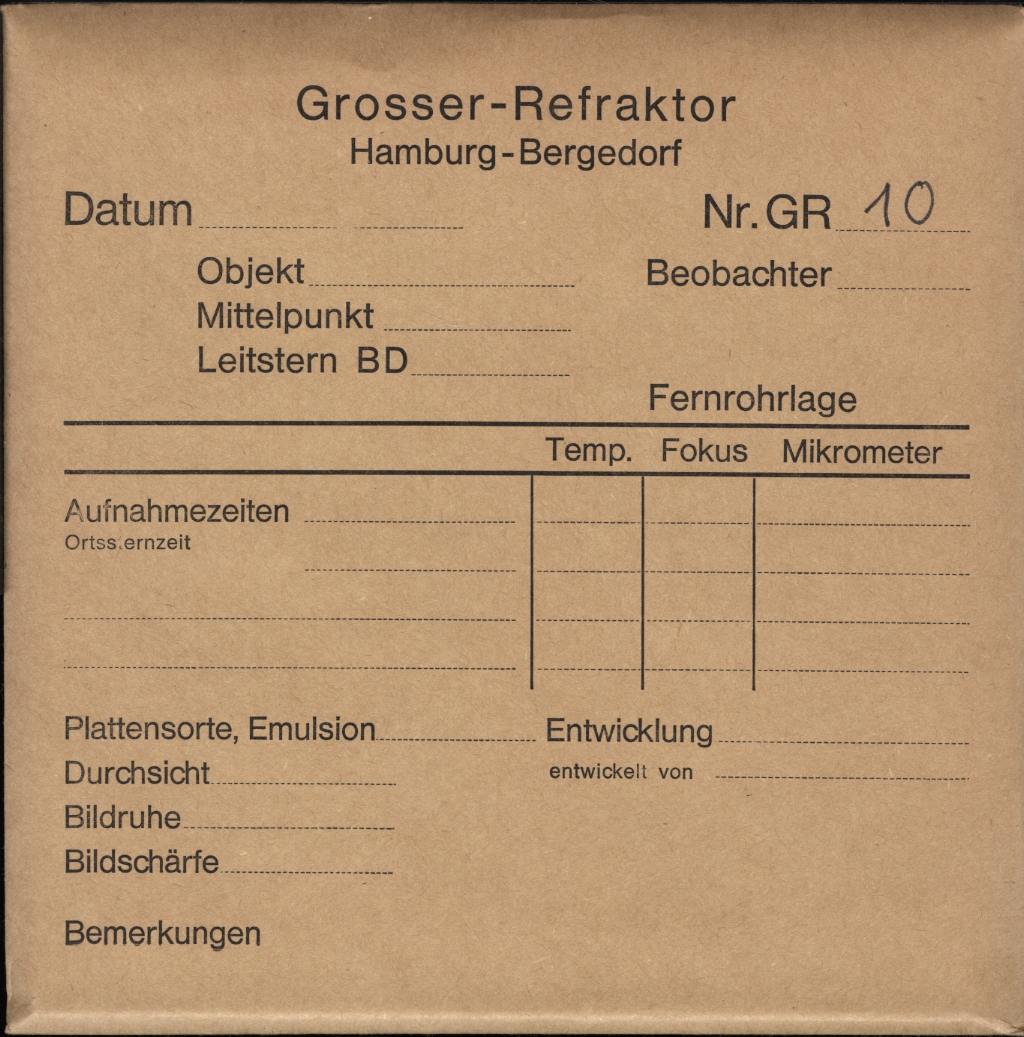 Grosser-Refraktor
Hamburg-Bergedorf
Datum Nr. GR 10
Objekt Beobachter
Mittelpunkt
Leitstern BD
Fernrohrlage
Temp. Fokus Mikrometer
Aufnahmezeiten
Ortssternzeit
Plattensorte, Emulsion Entwicklung
Durchsicht entwickelt von
Bildruhe
Bildschärfe
Bemerkungen